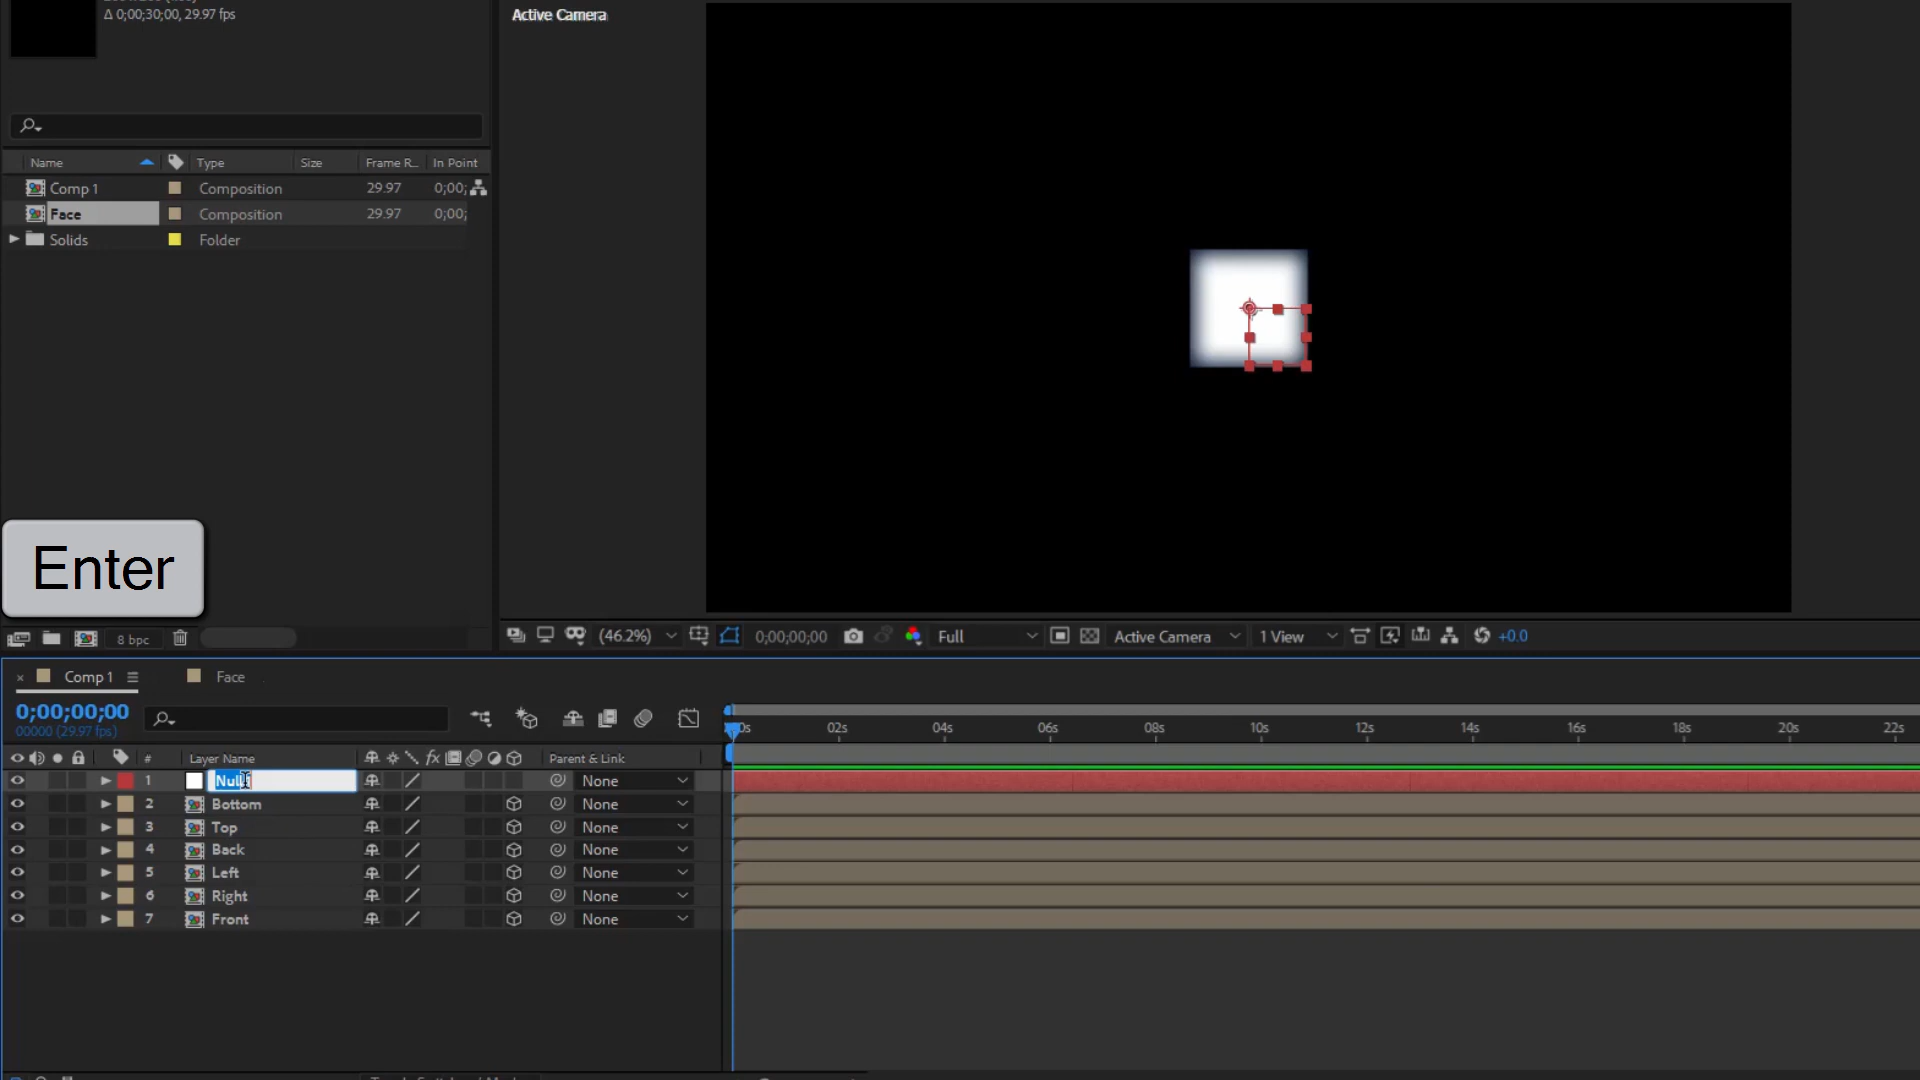 Δ 0;00;30;00, 29.97 fps
Active Camera
Name Type Size Frame R... In Point
Comp 1 Composition 29.97 0;00;
Face Composition 29.97 0;00;
Solids Folder
Enter
8 bpc
(46.2%) 0;00;00;00 Full Active Camera 1 View +0.0
× Comp 1 Face
0;00;00;00
00000 (29.97 fps)
02s 04s 06s 08s 10s 12s 14s 16s 18s 20s 22s
# Layer Name fx Parent & Link
1 Null None
2 Bottom None
3 Top None
4 Back None
5 Left None
6 Right None
7 Front None